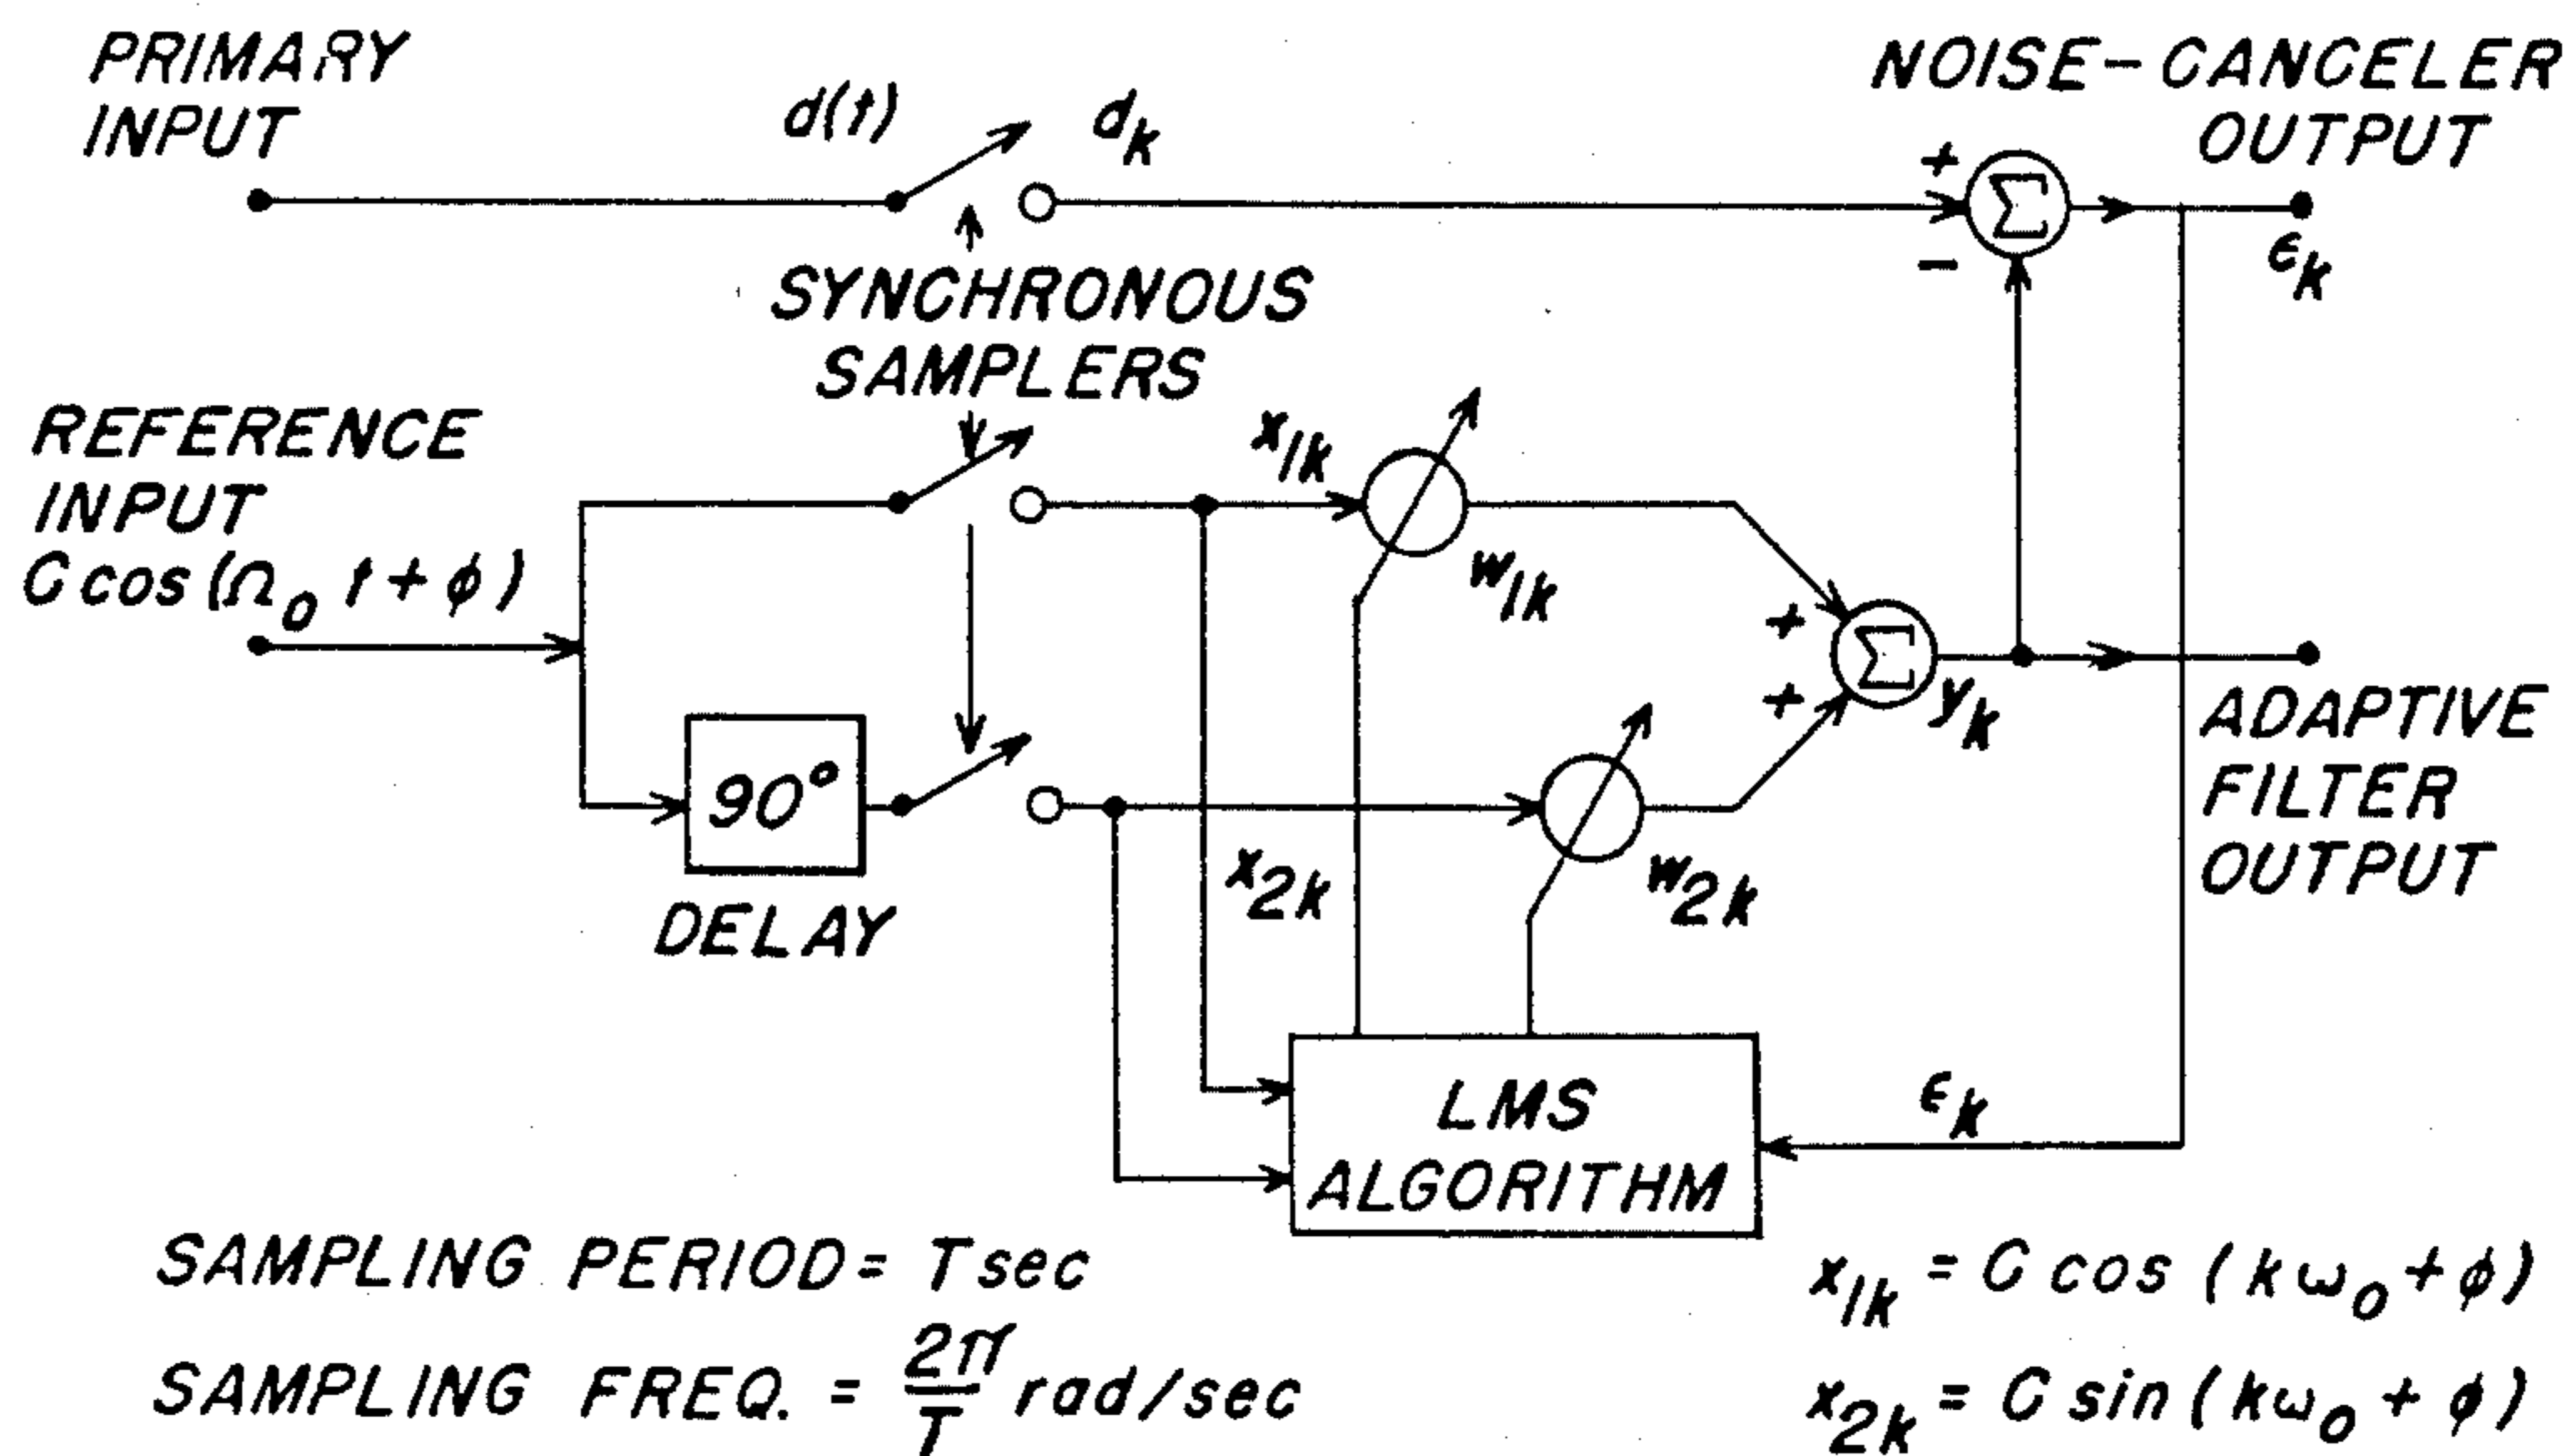 PRIMARY
INPUT
d(t)
d_k
NOISE-CANCELER
OUTPUT
+
Σ
-
ϵ_k
SYNCHRONOUS
SAMPLERS
REFERENCE
INPUT
C cos(Ω_0 t + φ)
x_1k
w_1k
+
Σ
+
y_k
90°
DELAY
x_2k
w_2k
ADAPTIVE
FILTER
OUTPUT
LMS
ALGORITHM
ϵ_k
SAMPLING PERIOD = T sec
SAMPLING FREQ. = 2π/T rad/sec
x_1k = C cos (kω_0 + φ)
x_2k = C sin (kω_0 + φ)